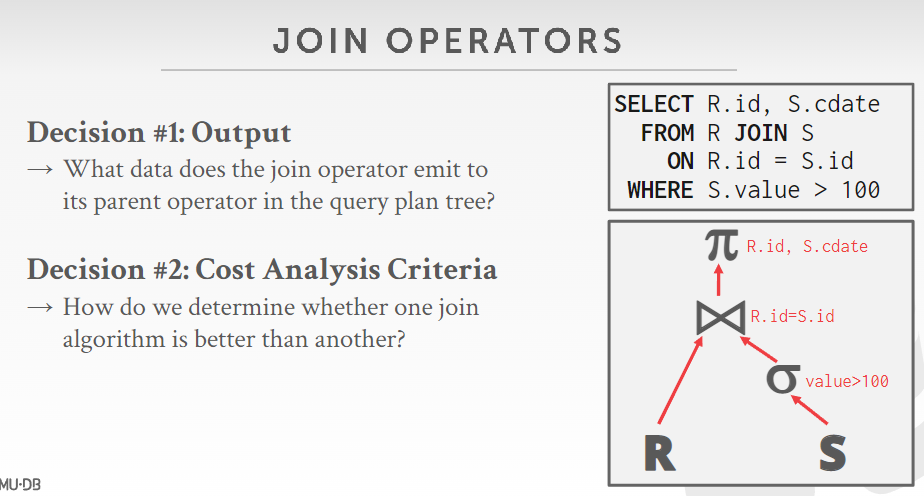 JOIN OPERATORS
Decision #1: Output
→ What data does the join operator emit to
its parent operator in the query plan tree?
Decision #2: Cost Analysis Criteria
→ How do we determine whether one join
algorithm is better than another?
SELECT R.id, S.cdate
FROM R JOIN S
ON R.id = S.id
WHERE S.value > 100
π R.id, S.cdate
⋈ R.id=S.id
σ value>100
R S
MU·DB